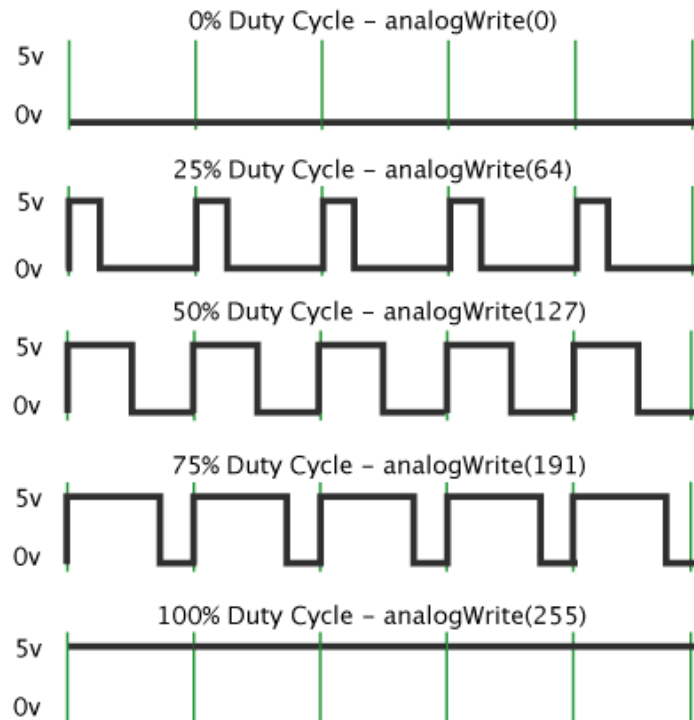 0% Duty Cycle – analogWrite(0)
5v
0v
25% Duty Cycle – analogWrite(64)
5v
0v
50% Duty Cycle – analogWrite(127)
5v
0v
75% Duty Cycle – analogWrite(191)
5v
0v
100% Duty Cycle – analogWrite(255)
5v
0v